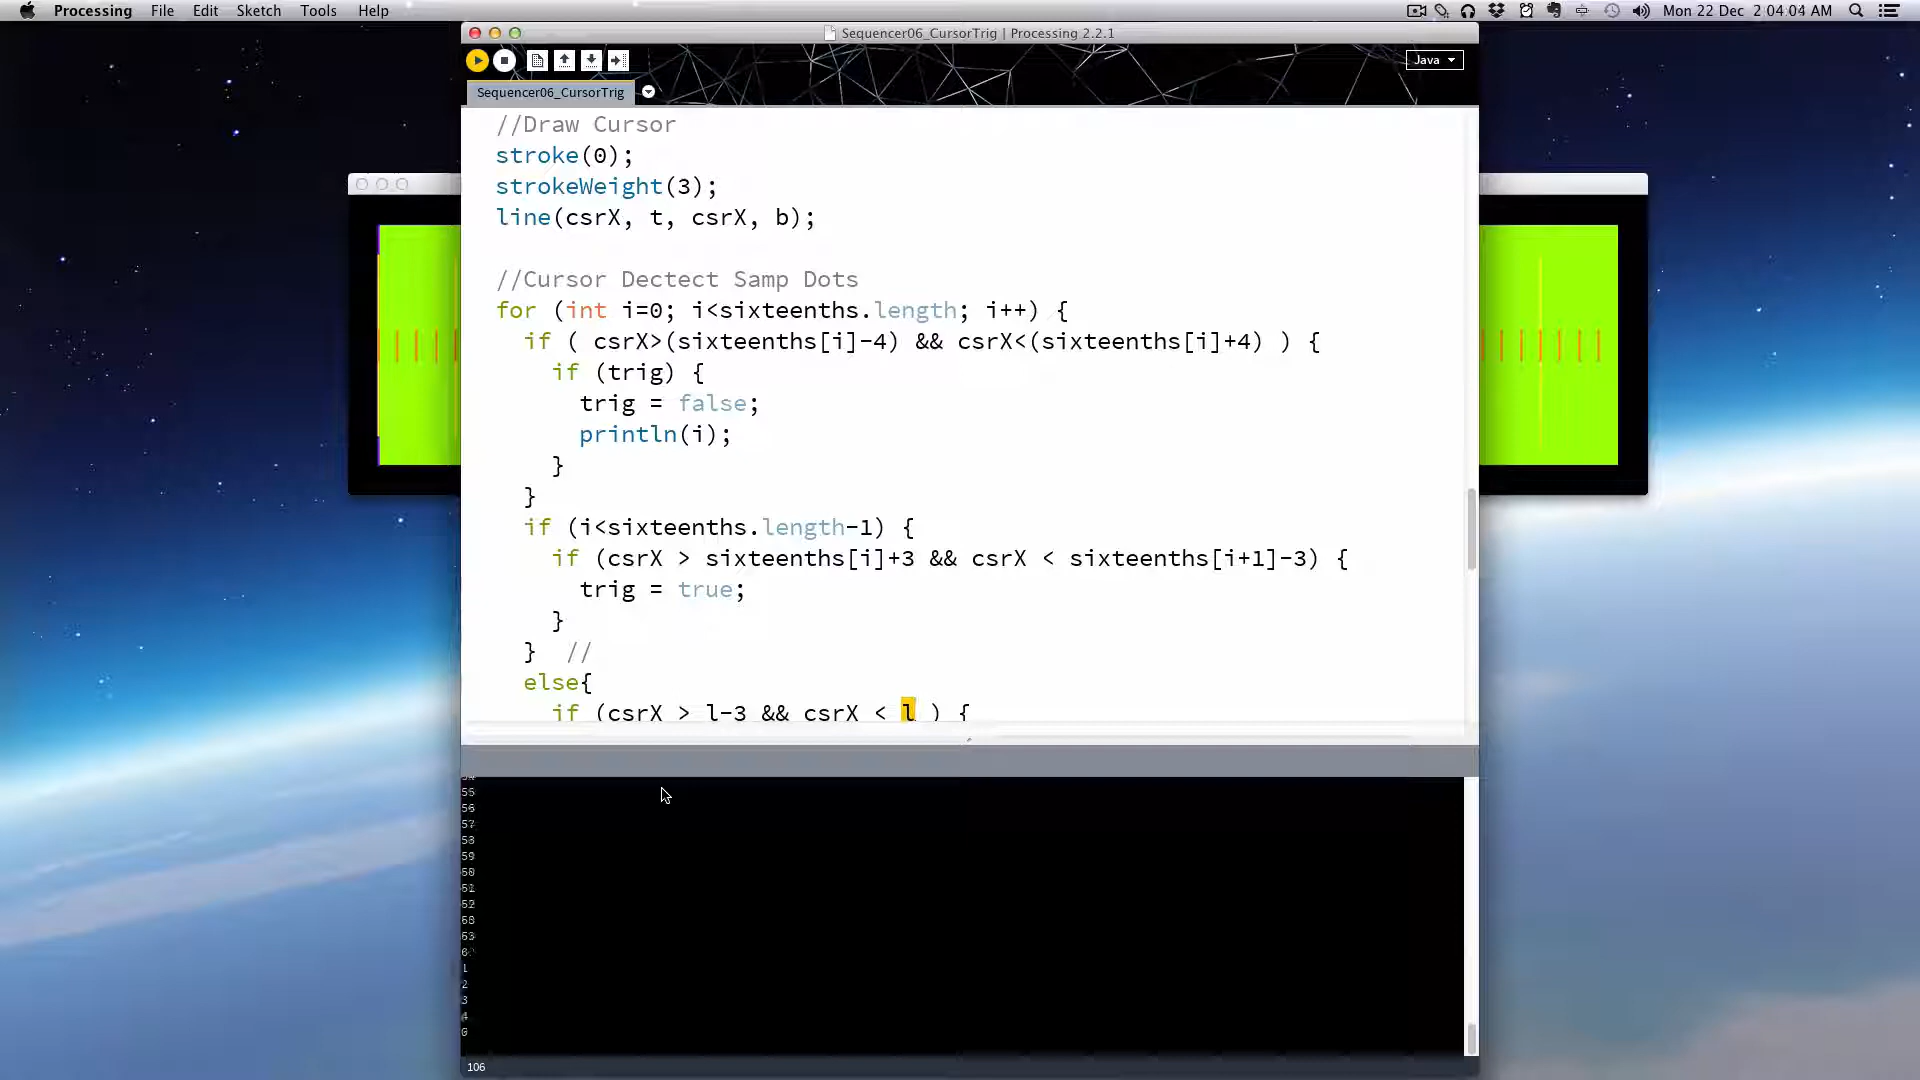 Processing File Edit Sketch Tools Help
Mon 22 Dec 2 04:04 AM
Sequencer06_CursorTrig | Processing 2.2.1
Java
Sequencer06_CursorTrig
//Draw Cursor
stroke(0);
strokeWeight(3);
line(csrX, t, csrX, b);
//Cursor Dectect Samp Dots
for (int i=0; i<sixteenths.length; i++) {
if ( csrX>(sixteenths[i]-4) && csrX<(sixteenths[i]+4) ) {
if (trig) {
trig = false;
println(i);
}
}
if (i<sixteenths.length-1) {
if (csrX > sixteenths[i]+3 && csrX < sixteenths[i+1]-3) {
trig = true;
}
} //
else{
if (csrX > l-3 && csrX < l ) {
55
56
57
58
59
1
2
3
4
106